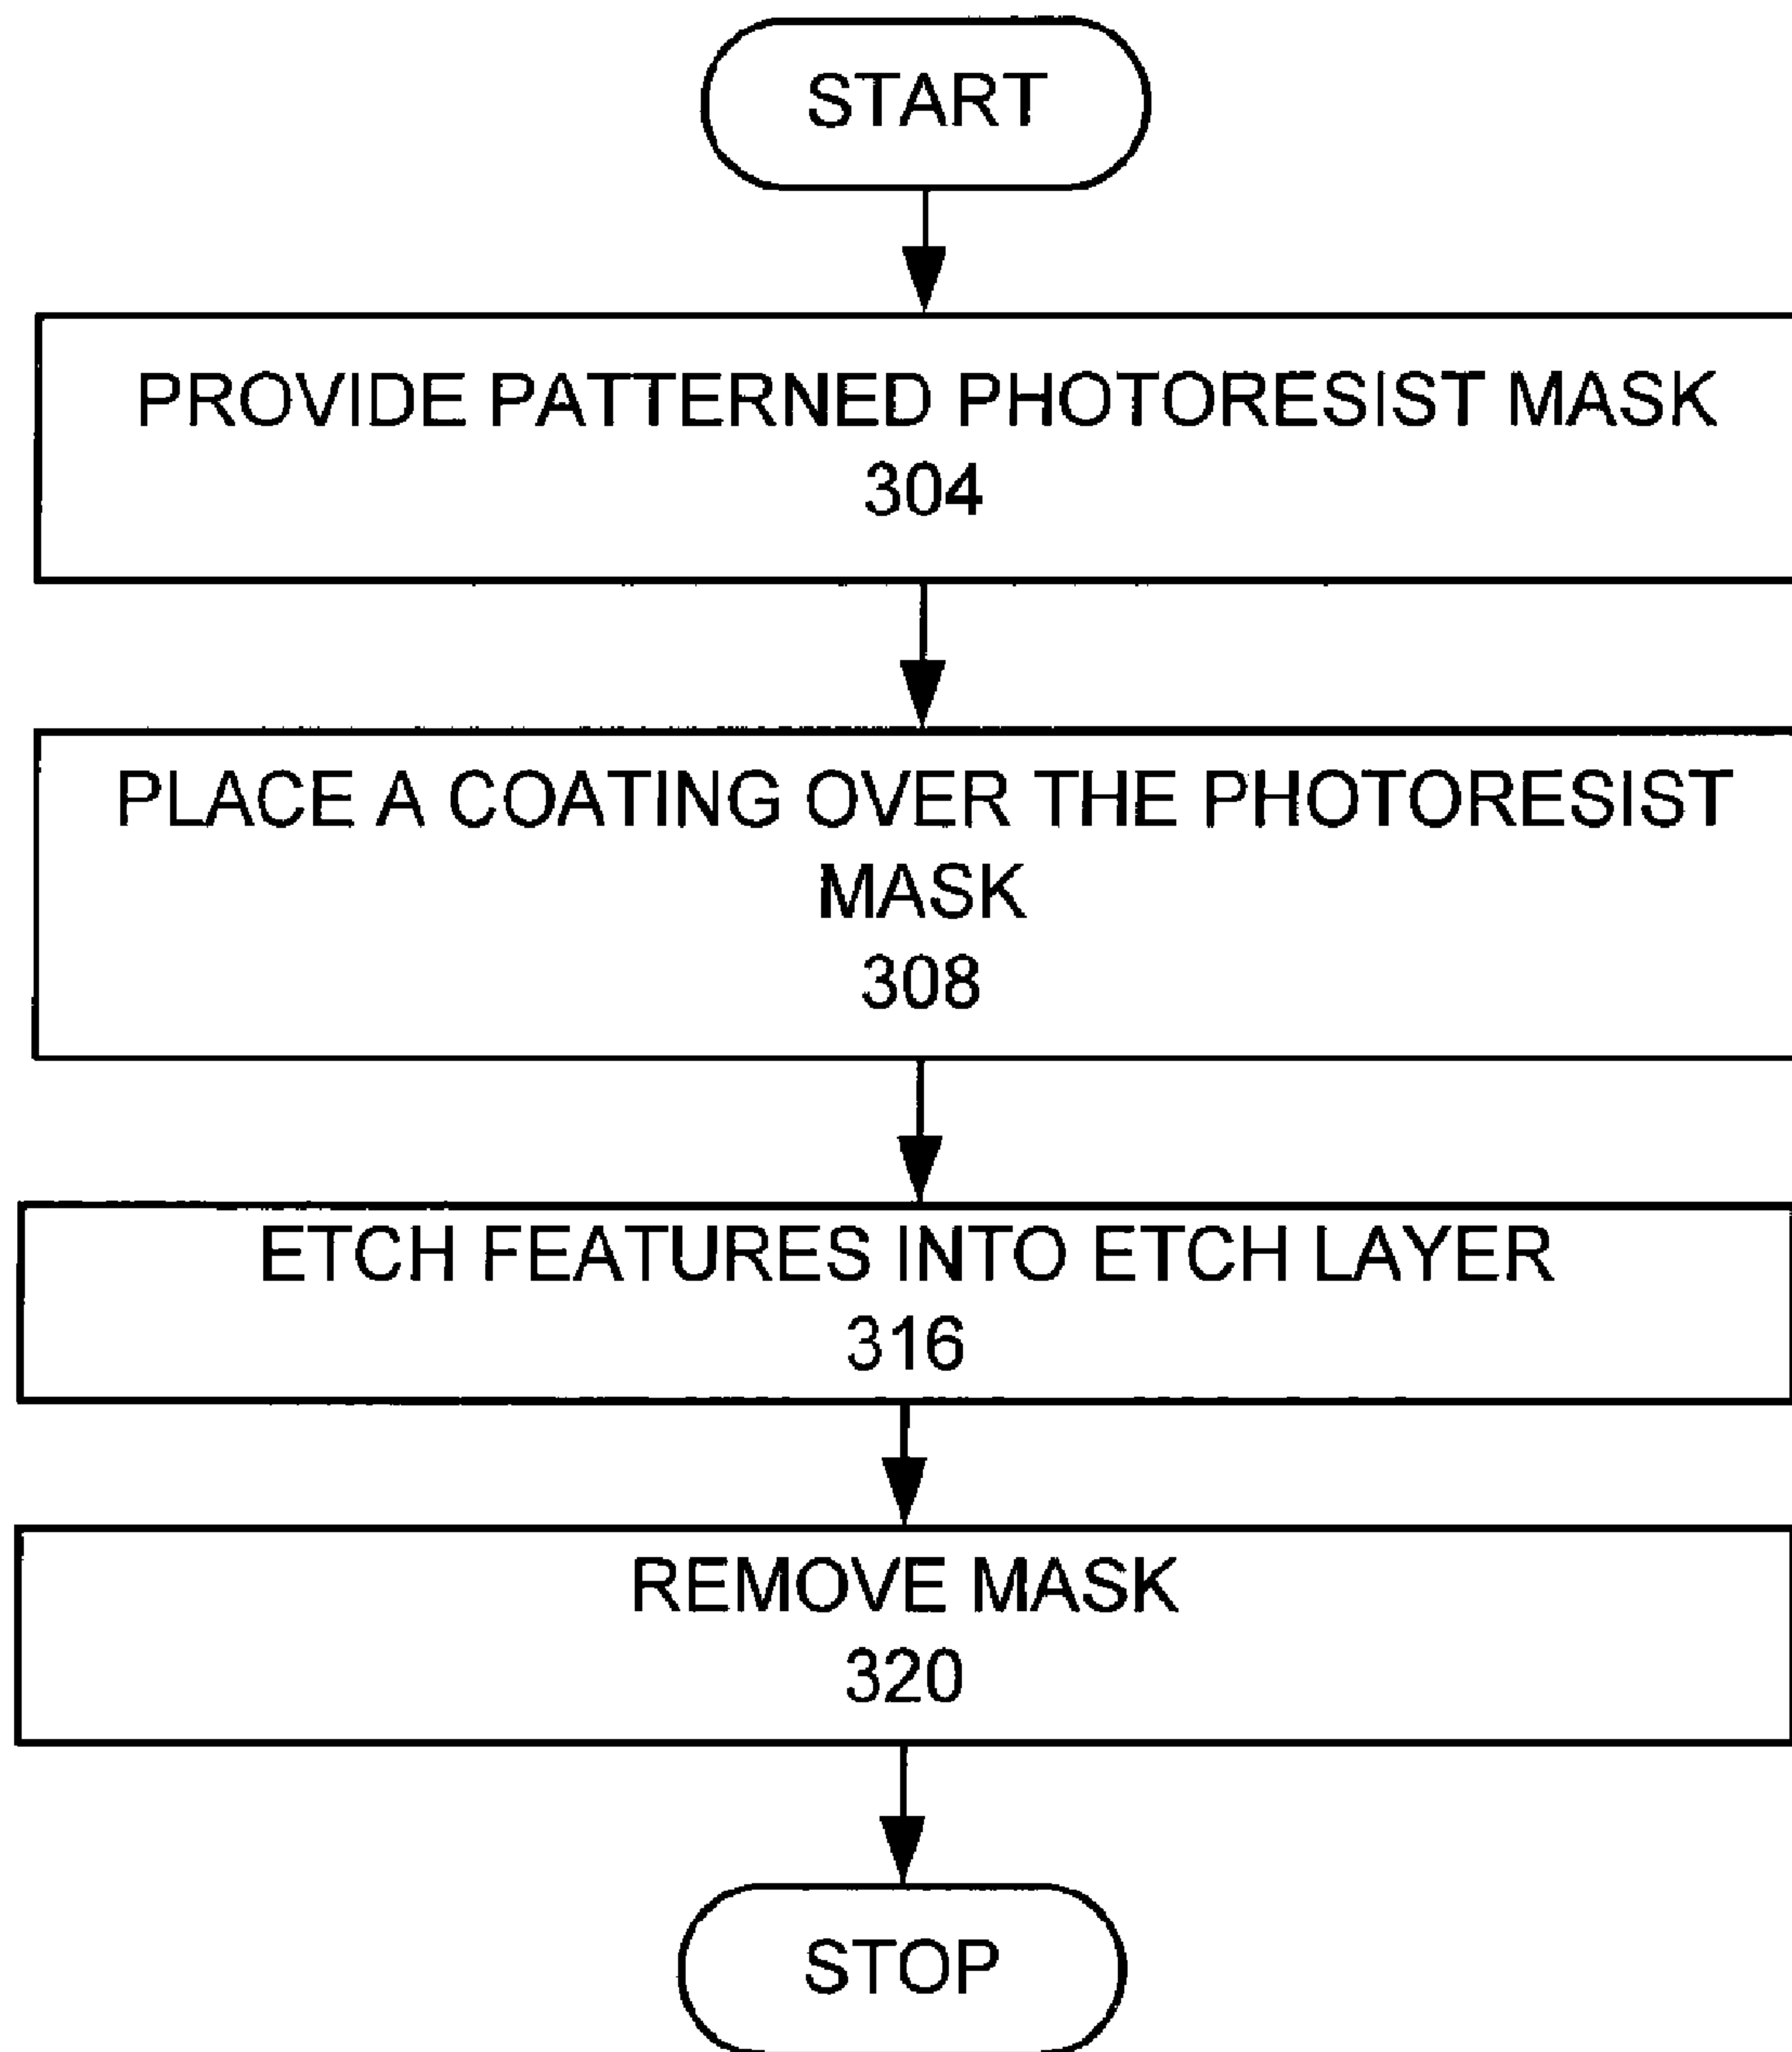 START
PROVIDE PATTERNED PHOTORESIST MASK
304
PLACE A COATING OVER THE PHOTORESIST
MASK
308
ETCH FEATURES INTO ETCH LAYER
316
REMOVE MASK
320
STOP